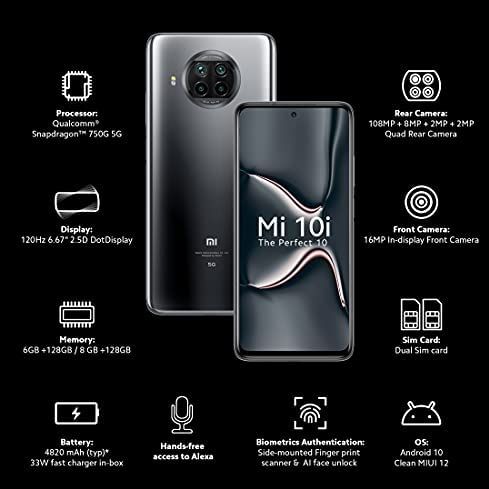 Processor:
Qualcomm®
Snapdragon™ 750G 5G
Rear Camera:
108MP + 8MP + 2MP + 2MP
Quad Rear Camera
Display:
120Hz 6.67" 2.5D DotDisplay
Front Camera:
16MP In-display Front Camera
Mi 10i
The Perfect 10
mi
5G
Memory:
6GB +128GB / 8 GB +128GB
Sim Card:
Dual Sim card
Battery:
4820 mAh (typ)*
33W fast charger in-box
Hands-free
access to Alexa
Biometrics Authentication:
Side-mounted Finger print
scanner & AI face unlock
OS:
Android 10
Clean MIUI 12